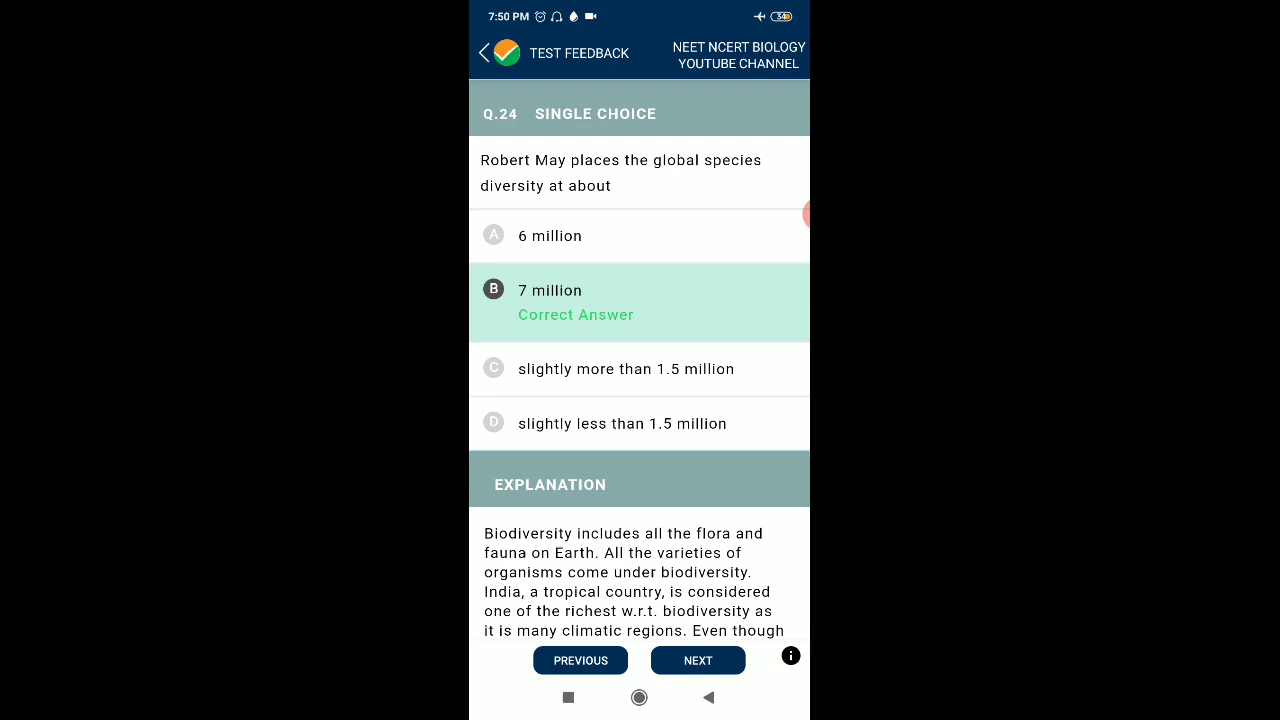 7:50 PM
34
TEST FEEDBACK
NEET NCERT BIOLOGY
YOUTUBE CHANNEL
Q.24 SINGLE CHOICE
Robert May places the global species
diversity at about
A 6 million
B 7 million
Correct Answer
C slightly more than 1.5 million
D slightly less than 1.5 million
EXPLANATION
Biodiversity includes all the flora and
fauna on Earth. All the varieties of
organisms come under biodiversity.
India, a tropical country, is considered
one of the richest w.r.t. biodiversity as
it is many climatic regions. Even though
PREVIOUS
NEXT